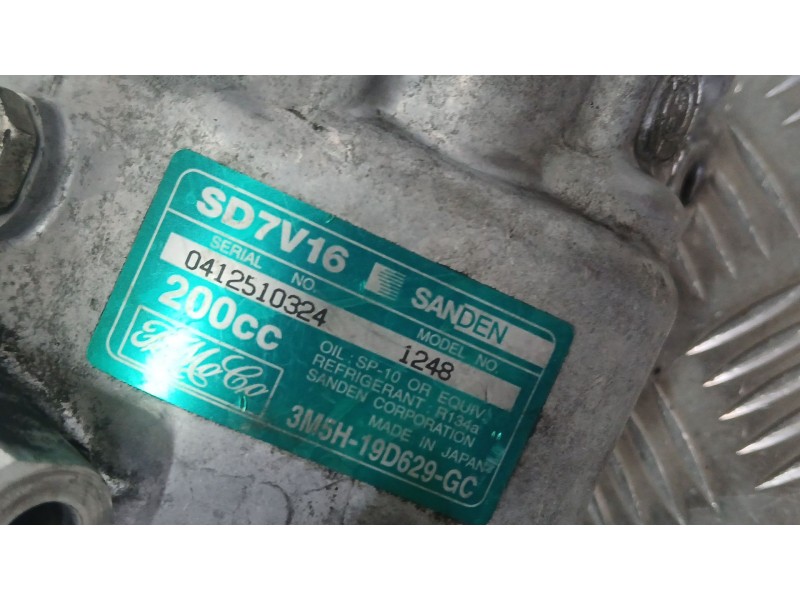 SD7V16 SANDEN
SERIAL NO. MODEL NO.
0412510324 1248
200cc OIL : SP-10 OR EQUIV.
REFRIGERANT : R134a
SANDEN CORPORATION
MADE IN JAPAN
FoMoCo 3M5H-19D629-GC